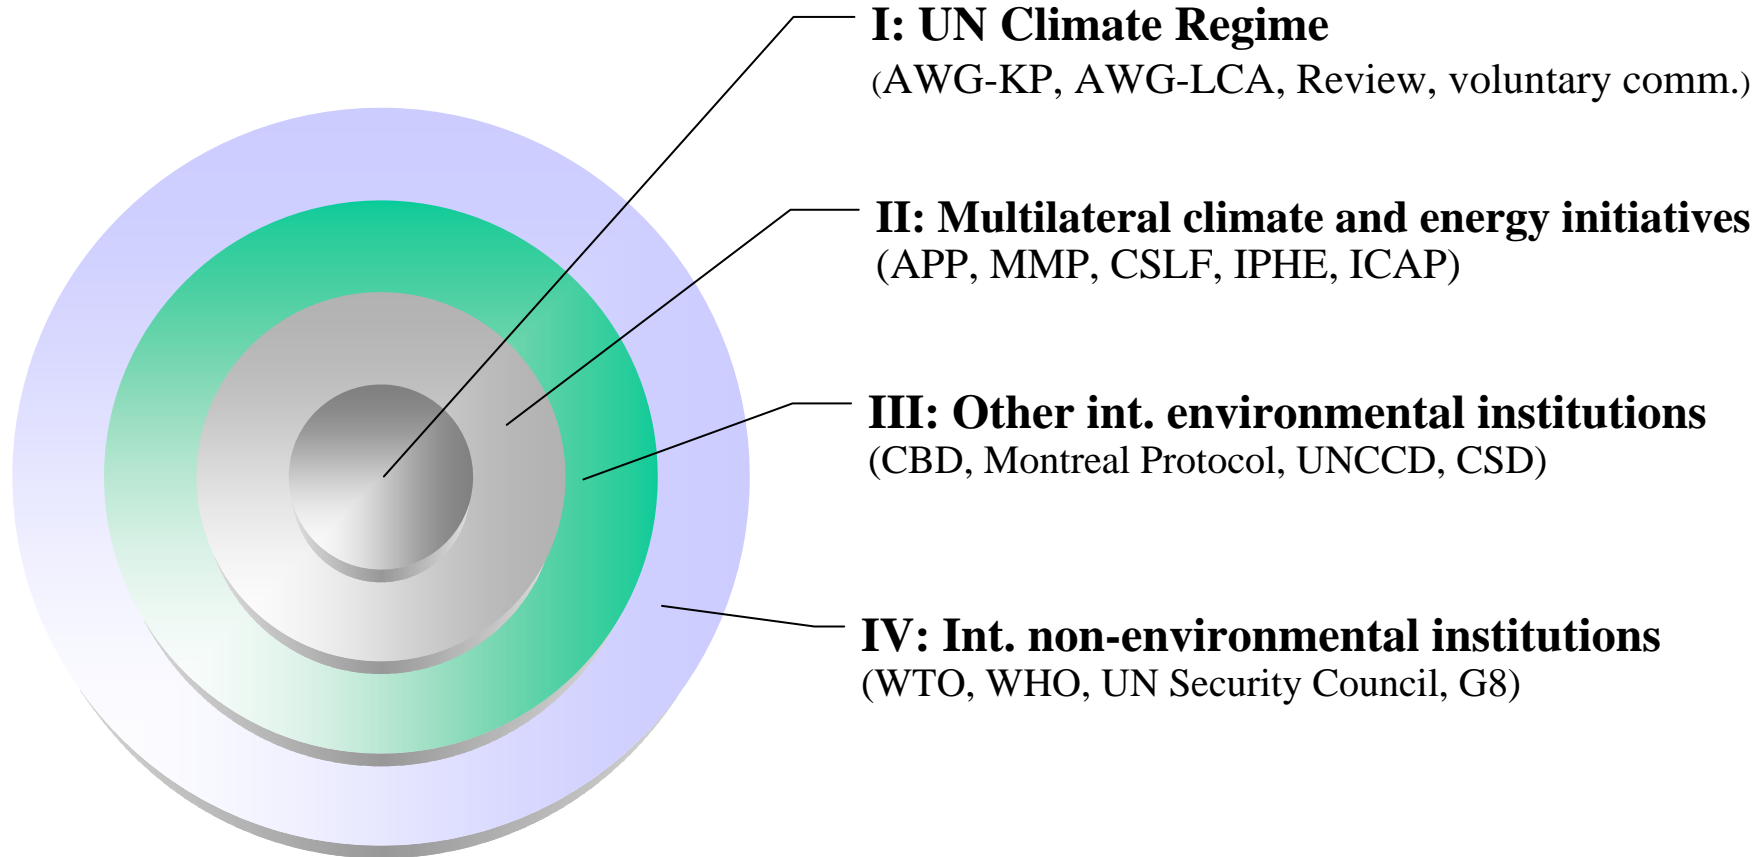 I: UN Climate Regime
(AWG-KP, AWG-LCA, Review, voluntary comm.)
II: Multilateral climate and energy initiatives
(APP, MMP, CSLF, IPHE, ICAP)
III: Other int. environmental institutions
(CBD, Montreal Protocol, UNCCD, CSD)
IV: Int. non-environmental institutions
(WTO, WHO, UN Security Council, G8)